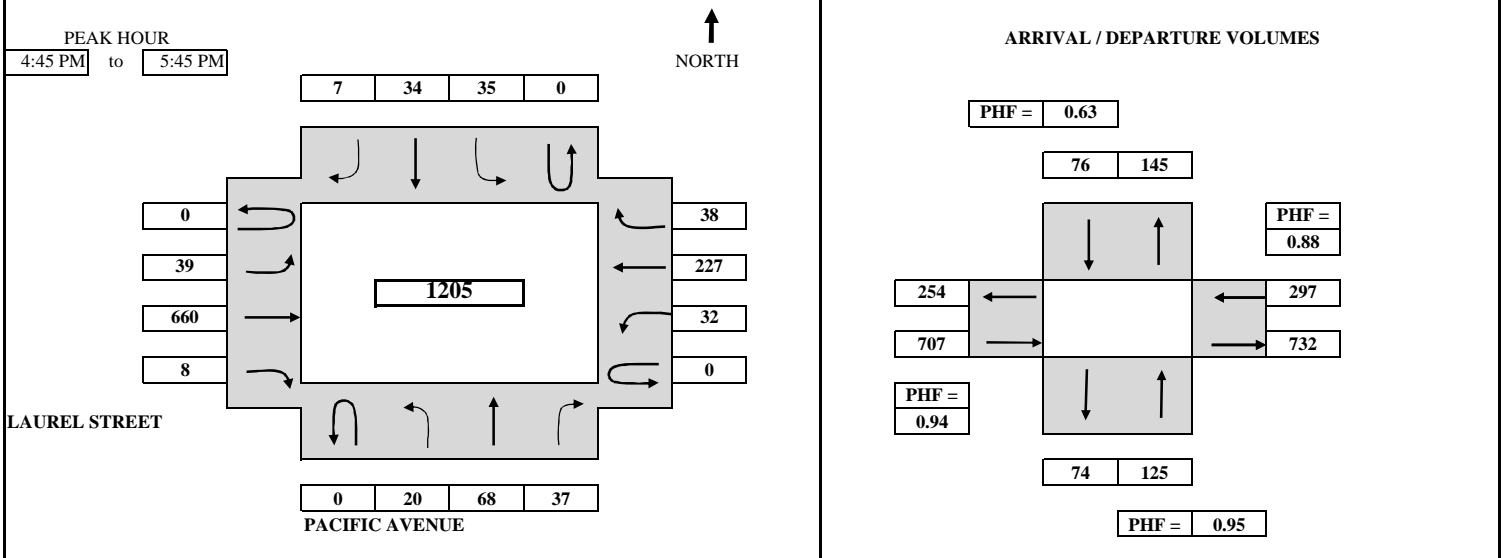 PEAK HOUR
4:45 PM to 5:45 PM
NORTH
7 34 35 0
0
39
660
8
1205
38
227
32
0
LAUREL STREET
0 20 68 37
PACIFIC AVENUE
ARRIVAL / DEPARTURE VOLUMES
PHF = 0.63
76 145
PHF =
0.88
254
707
297
732
PHF =
0.94
74 125
PHF = 0.95